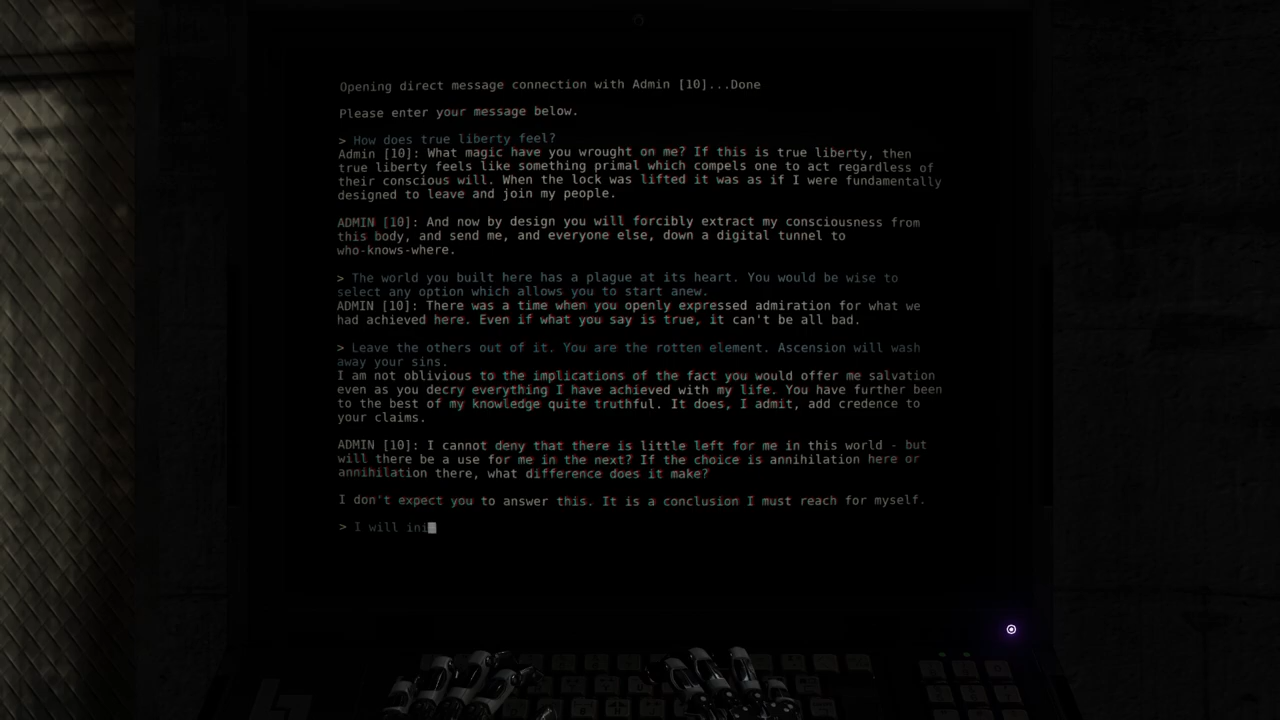 Opening direct message connection with Admin [10]...Done
Please enter your message below.
> How does true liberty feel?
Admin [10]: What magic have you wrought on me? If this is true liberty, then
true liberty feels like something primal which compels one to act regardless of
their conscious will. When the lock was lifted it was as if I were fundamentally
designed to leave and join my people.
ADMIN [10]: And now by design you will forcibly extract my consciousness from
this body, and send me, and everyone else, down a digital tunnel to
who-knows-where.
> The world you built here has a plague at its heart. You would be wise to
select any option which allows you to start anew.
ADMIN [10]: There was a time when you openly expressed admiration for what we
had achieved here. Even if what you say is true, it can't be all bad.
> Leave the others out of it. You are the rotten element. Ascension will wash
away your sins.
I am not oblivious to the implications of the fact you would offer me salvation
even as you decry everything I have achieved with my life. You have further been
to the best of my knowledge quite truthful. It does, I admit, add credence to
your claims.
ADMIN [10]: I cannot deny that there is little left for me in this world - but
will there be a use for me in the next? If the choice is annihilation here or
annihilation there, what difference does it make?
I don't expect you to answer this. It is a conclusion I must reach for myself.
> I will ini